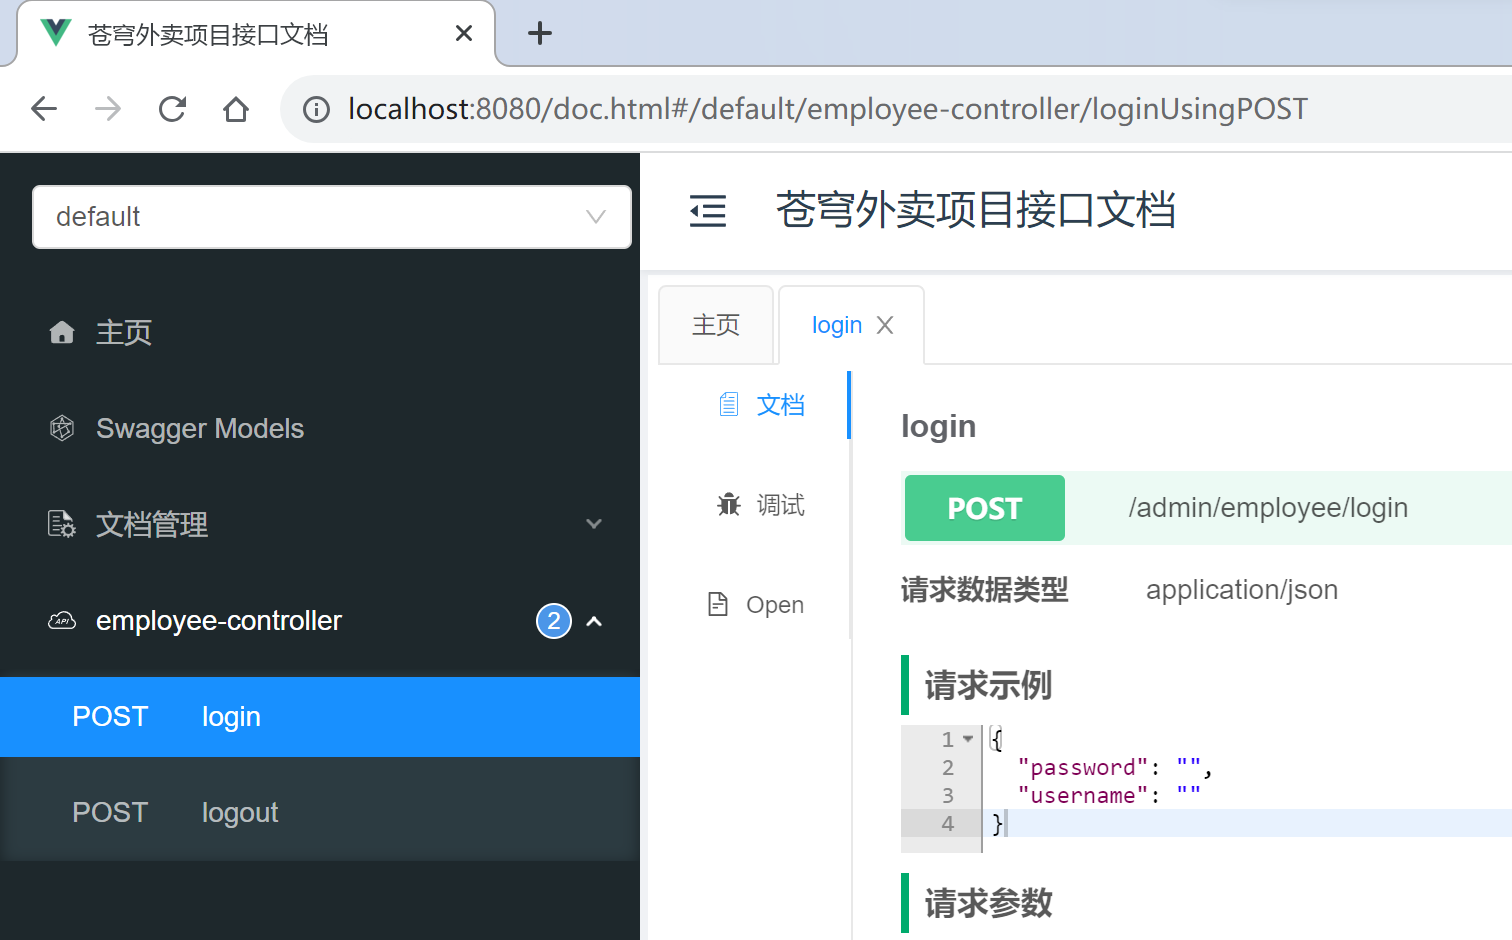 苍穹外卖项目接口文档
localhost:8080/doc.html#/default/employee-controller/loginUsingPOST
default
主页
Swagger Models
文档管理
employee-controller 2
POST login
POST logout
苍穹外卖项目接口文档
主页 login
文档
调试
Open
login
POST /admin/employee/login
请求数据类型 application/json
请求示例
1 {
2 "password": "",
3 "username": ""
4 }
请求参数